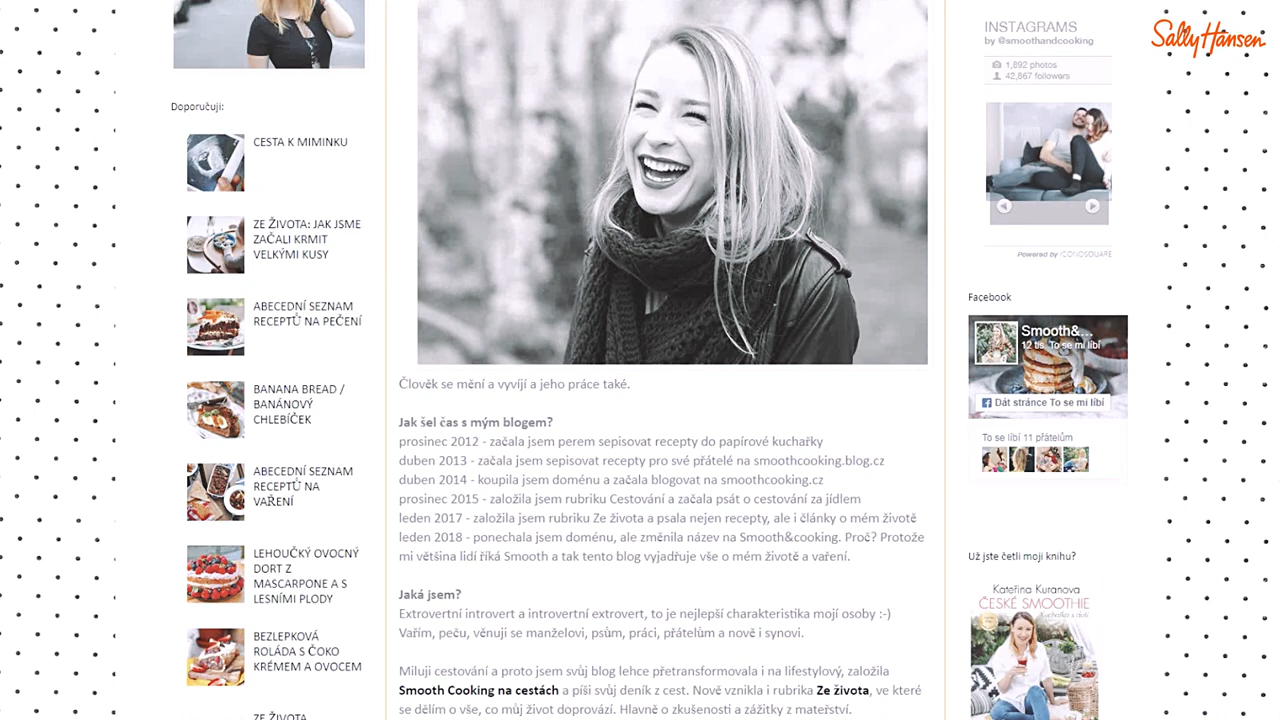 Doporučuji:
CESTA K MIMINKU
ZE ŽIVOTA: JAK JSME
ZAČALI KRMIT
VELKÝMI KUSY
ABECEDNÍ SEZNAM
RECEPTŮ NA PEČENÍ
BANANA BREAD /
BANÁNOVÝ
CHLEBÍČEK
ABECEDNÍ SEZNAM
RECEPTŮ NA
VAŘENÍ
LEHOUČKÝ OVOCNÝ
DORT Z
MASCARPONE A S
LESNÍMI PLODY
BEZLEPKOVÁ
ROLÁDA S ČOKO
KRÉMEM A OVOCEM
ZE ŽIVOTA
Člověk se mění a vyvíjí a jeho práce také.
Jak šel čas s mým blogem?
prosinec 2012 - začala jsem perem sepisovat recepty do papírové kuchařky
duben 2013 - začala jsem sepisovat recepty pro své přátelé na smoothcooking.blog.cz
duben 2014 - koupila jsem doménu a začala blogovat na smoothcooking.cz
prosinec 2015 - založila jsem rubriku Cestování a začala psát o cestování za jídlem
leden 2017 - založila jsem rubriku Ze života a psala nejen recepty, ale i články o mém životě
leden 2018 - ponechala jsem doménu, ale změnila název na Smooth&cooking. Proč? Protože
mi většina lidí říká Smooth a tak tento blog vyjadřuje vše o mém životě a vaření.
Jaká jsem?
Extrovertní introvert a introvertní extrovert, to je nejlepší charakteristika mojí osoby :-)
Vařím, peču, věnuji se manželovi, psům, práci, přátelům a nově i synovi.
Miluji cestování a proto jsem svůj blog lehce přetransformovala i na lifestylový, založila
Smooth Cooking na cestách a píši svůj deník z cest. Nově vznikla i rubrika Ze života, ve které
se dělím o vše, co můj život doprovází. Hlavně o zkušenosti a zážitky z mateřství.
INSTAGRAMS
by @smoothandcooking
1,892 photos
42,867 followers
Powered by ICONOSQUARE
Facebook
Smooth&...
12 tis. To se mi líbí
Dát stránce To se mi líbí
To se líbí 11 přátelům
Už jste četli moji knihu?
Kateřina Kuranova
ČESKÉ SMOOTHIE
Sally Hansen